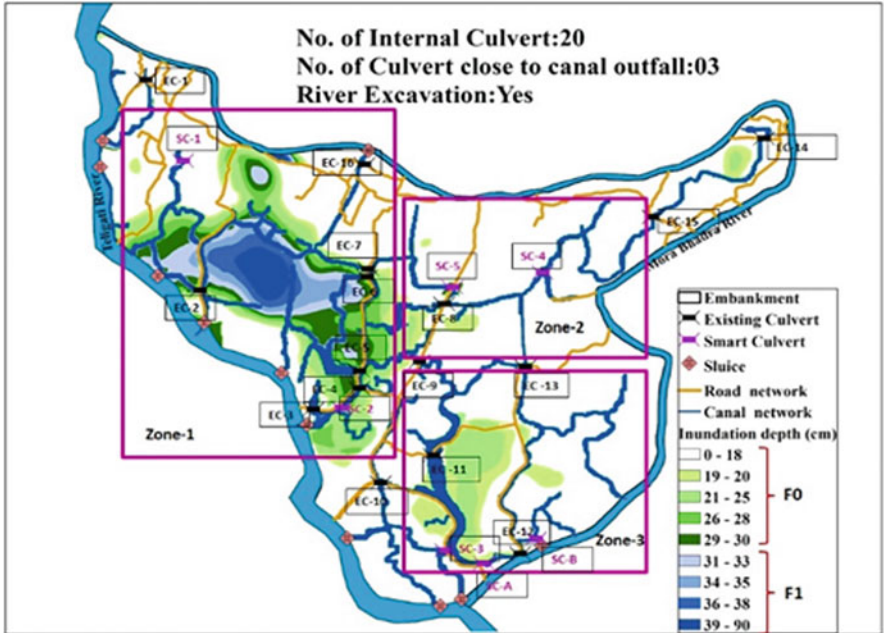 No. of Internal Culvert:20
No. of Culvert close to canal outfall:03
River Excavation:Yes
EC-1
SC-1
EC-16
EC-14
Teligati River
EC-15
Mora Bhadra River
EC-7
SC-5
SC-4
EC-2
EC-8
Zone-2
EC-5
EC-9
EC-13
EC-4
EC-3
SC-2
Zone-1
EC-11
EC-10
EC-12
SC-3
Zone-3
SC-B
SC-A
Embankment
Existing Culvert
Smart Culvert
Sluice
Road network
Canal network
Inundation depth (cm)
0 - 18
19 - 20
21 - 25
26 - 28
29 - 30
F0
31 - 33
34 - 35
36 - 38
39 - 90
F1